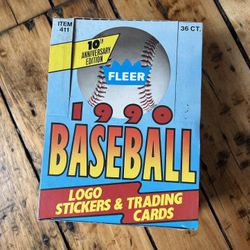 ITEM
411
36 CT.
10TH
ANNIVERSARY
EDITION
FLEER
1990
BASEBALL
LOGO
STICKERS & TRADING
CARDS